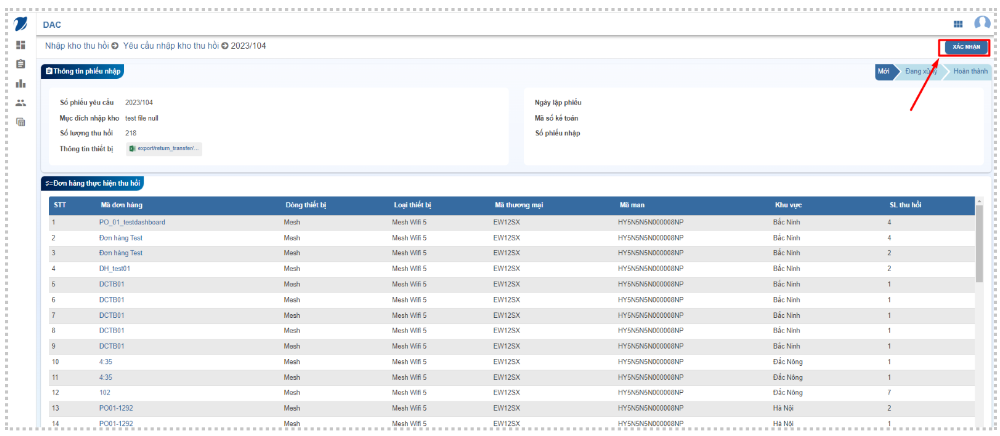 DAC
Nhập kho thu hồi Yêu cầu nhập kho thu hồi 2023/104
XÁC NHẬN
Thông tin phiếu nhập
Mới Đang xử lý Hoàn thành
Số phiếu yêu cầu 2023/104
Ngày lập phiếu
Mục đích nhập kho test file null
Mã số kế toán
Số lượng thu hồi 218
Số phiếu nhập
Thông tin thiết bị export/return_transfer/...
Đơn hàng thực hiện thu hồi
STT Mã đơn hàng Dòng thiết bị Loại thiết bị Mã thương mại Mã man Khu vực SL thu hồi
1 PO_01_testdashboard Mesh Mesh Wifi 5 EW12SX HY5N5N5N000008NP Bắc Ninh 4
2 Đơn hàng Test Mesh Mesh Wifi 5 EW12SX HY5N5N5N000008NP Bắc Ninh 4
3 Đơn hàng Test Mesh Mesh Wifi 5 EW12SX HY5N5N5N000008NP Bắc Ninh 2
4 DH_test01 Mesh Mesh Wifi 5 EW12SX HY5N5N5N000008NP Bắc Ninh 2
5 DCTB01 Mesh Mesh Wifi 5 EW12SX HY5N5N5N000008NP Bắc Ninh 1
6 DCTB01 Mesh Mesh Wifi 5 EW12SX HY5N5N5N000008NP Bắc Ninh 1
7 DCTB01 Mesh Mesh Wifi 5 EW12SX HY5N5N5N000008NP Bắc Ninh 1
8 DCTB01 Mesh Mesh Wifi 5 EW12SX HY5N5N5N000008NP Bắc Ninh 1
9 DCTB01 Mesh Mesh Wifi 5 EW12SX HY5N5N5N000008NP Bắc Ninh 1
10 4:35 Mesh Mesh Wifi 5 EW12SX HY5N5N5N000008NP Đắc Nông 1
11 4:35 Mesh Mesh Wifi 5 EW12SX HY5N5N5N000008NP Đắc Nông 1
12 102 Mesh Mesh Wifi 5 EW12SX HY5N5N5N000008NP Đắc Nông 7
13 PO01-1292 Mesh Mesh Wifi 5 EW12SX HY5N5N5N000008NP Hà Nội 2
14 PO01-1292 Mesh Mesh Wifi 5 EW12SX HY5N5N5N000008NP Hà Nội 1